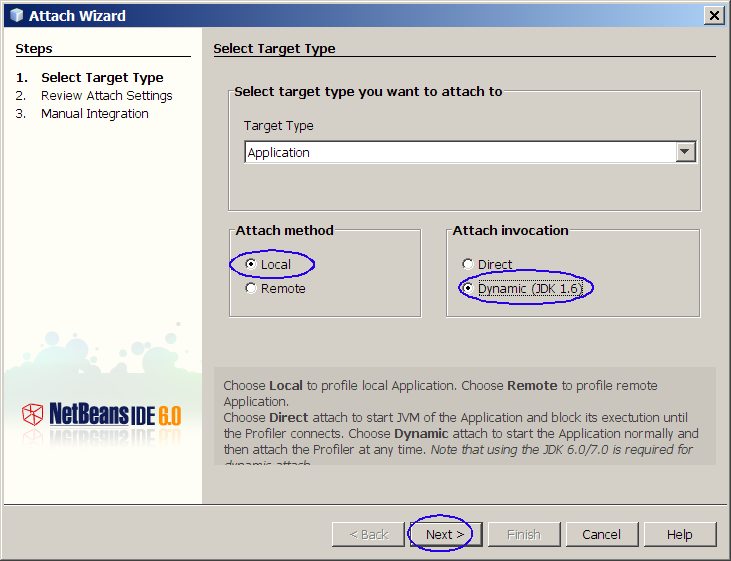 Attach Wizard
Steps
1. Select Target Type
2. Review Attach Settings
3. Manual Integration
Select Target Type
Select target type you want to attach to
Target Type
Application
Attach method
Local
Remote
Attach invocation
Direct
Dynamic (JDK 1.6)
Choose Local to profile local Application. Choose Remote to profile remote
Application.
Choose Direct attach to start JVM of the Application and block its exectution until
the Profiler connects. Choose Dynamic attach to start the Application normally and
then attach the Profiler at any time. Note that using the JDK 6.0/7.0 is required for
dynamic attach
NetBeans IDE 6.0
< Back
Next >
Finish
Cancel
Help